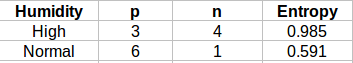 Humidity p n Entropy
High 3 4 0.985
Normal 6 1 0.591